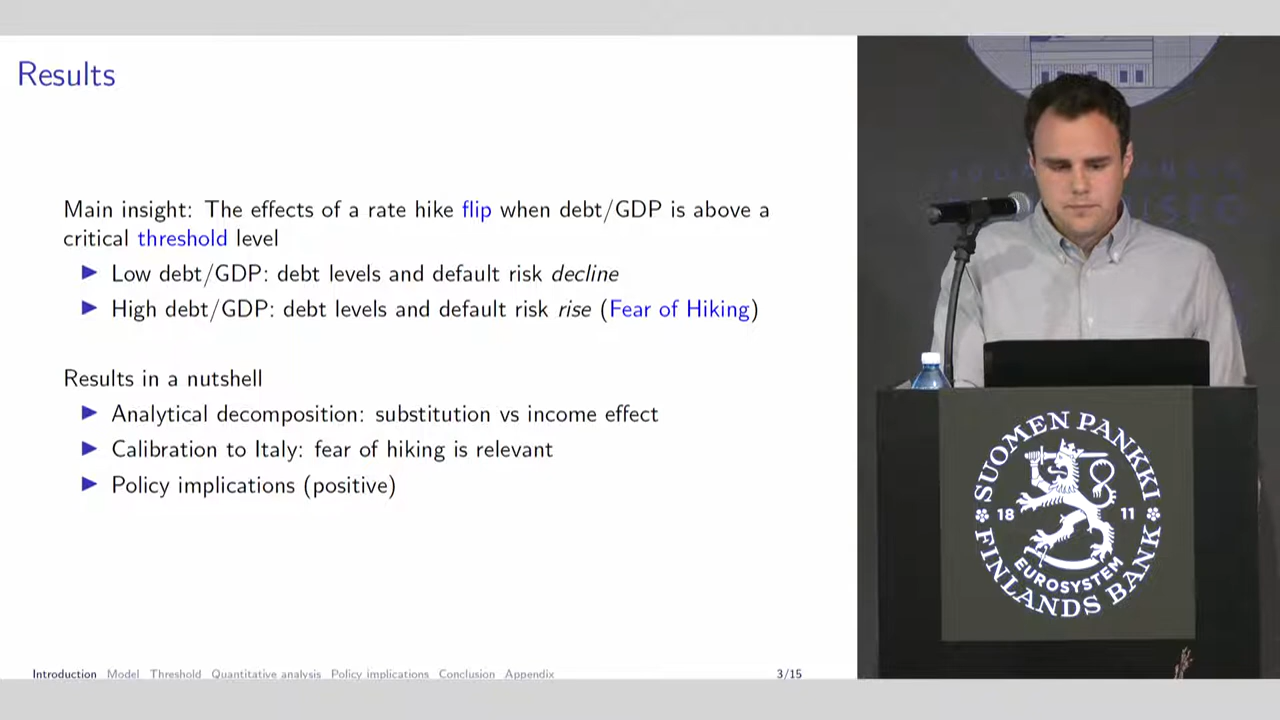 Results
Main insight: The effects of a rate hike flip when debt/GDP is above a
critical threshold level
▶ Low debt/GDP: debt levels and default risk decline
▶ High debt/GDP: debt levels and default risk rise (Fear of Hiking)
Results in a nutshell
▶ Analytical decomposition: substitution vs income effect
▶ Calibration to Italy: fear of hiking is relevant
▶ Policy implications (positive)
Introduction Model Threshold Quantitative analysis Policy implications Conclusion Appendix
3/15
SUOMEN PANKKI
18 11
EUROSYSTEM
FINLANDS BANK